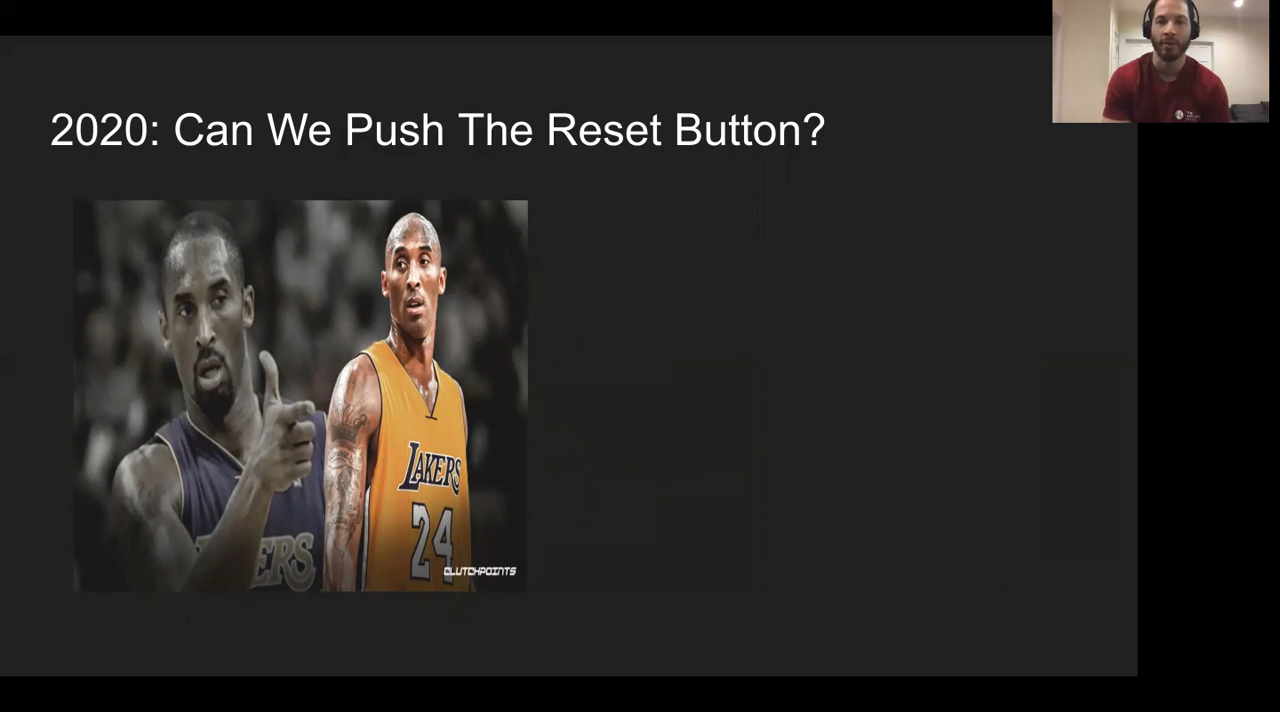 2020: Can We Push The Reset Button?
LAKERS
24
ERS
CLUTCHPOINTS